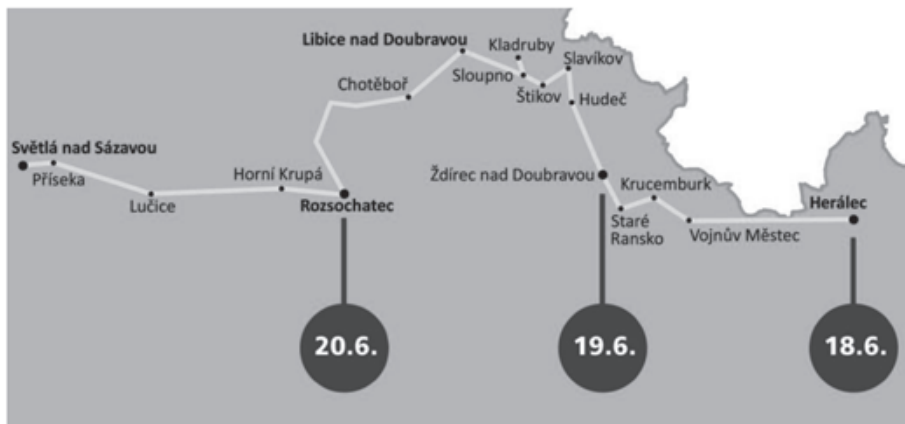 Libice nad Doubravou
Kladruby
Slavíkov
Sloupno
Chotěboř
Štikov
Hudeč
Světlá nad Sázavou
Příseka
Horní Krupá
Ždírec nad Doubravou
Krucemburk
Lučice
Rozsochatec
Herálec
Staré
Ransko
Vojnův Městec
20.6.
19.6.
18.6.